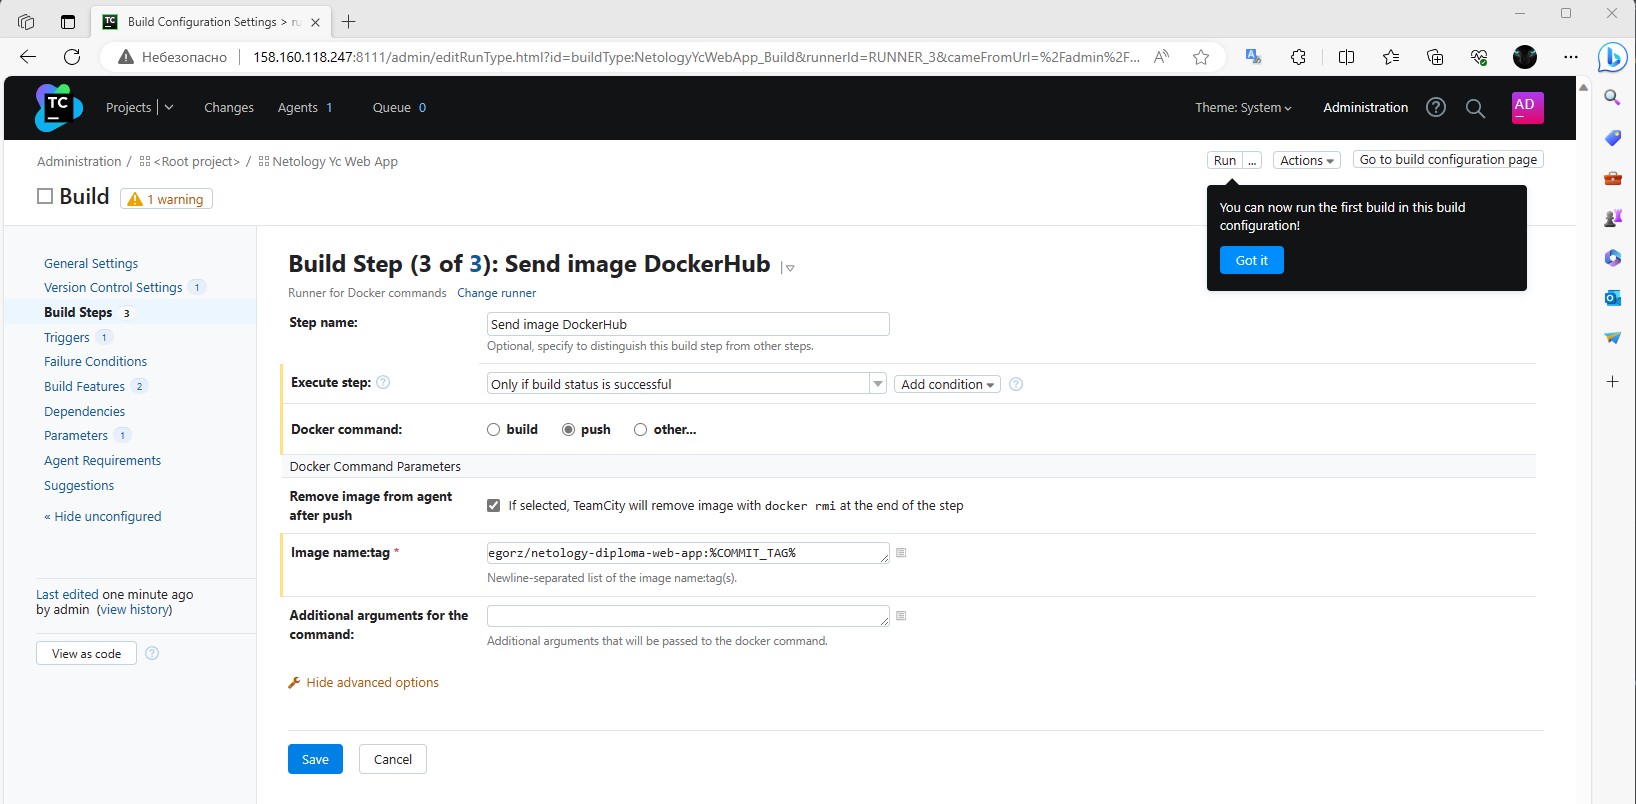 Build Configuration Settings > ru
Небезопасно
158.160.118.247:8111/admin/editRunType.html?id=buildType:NetologyYcWebApp_Build&runnerId=RUNNER_3&cameFromUrl=%2Fadmin%2F...
TC
Projects
Changes
Agents 1
Queue 0
Theme: System
Administration
AD
Administration / <Root project> / Netology Yc Web App
Run ...
Actions
Go to build configuration page
Build
1 warning
You can now run the first build in this build
configuration!
Got it
General Settings
Version Control Settings 1
Build Steps 3
Triggers 1
Failure Conditions
Build Features 2
Dependencies
Parameters 1
Agent Requirements
Suggestions
« Hide unconfigured
Last edited one minute ago
by admin (view history)
View as code ?
Build Step (3 of 3): Send image DockerHub
Runner for Docker commands Change runner
Step name:
Send image DockerHub
Optional, specify to distinguish this build step from other steps.
Execute step: ?
Only if build status is successful
Add condition ?
Docker command:
build push other...
Docker Command Parameters
Remove image from agent
after push
If selected, TeamCity will remove image with docker rmi at the end of the step
Image name:tag *
egorz/netology-diploma-web-app:%COMMIT_TAG%
Newline-separated list of the image name:tag(s).
Additional arguments for the
command:
Additional arguments that will be passed to the docker command.
Hide advanced options
Save
Cancel